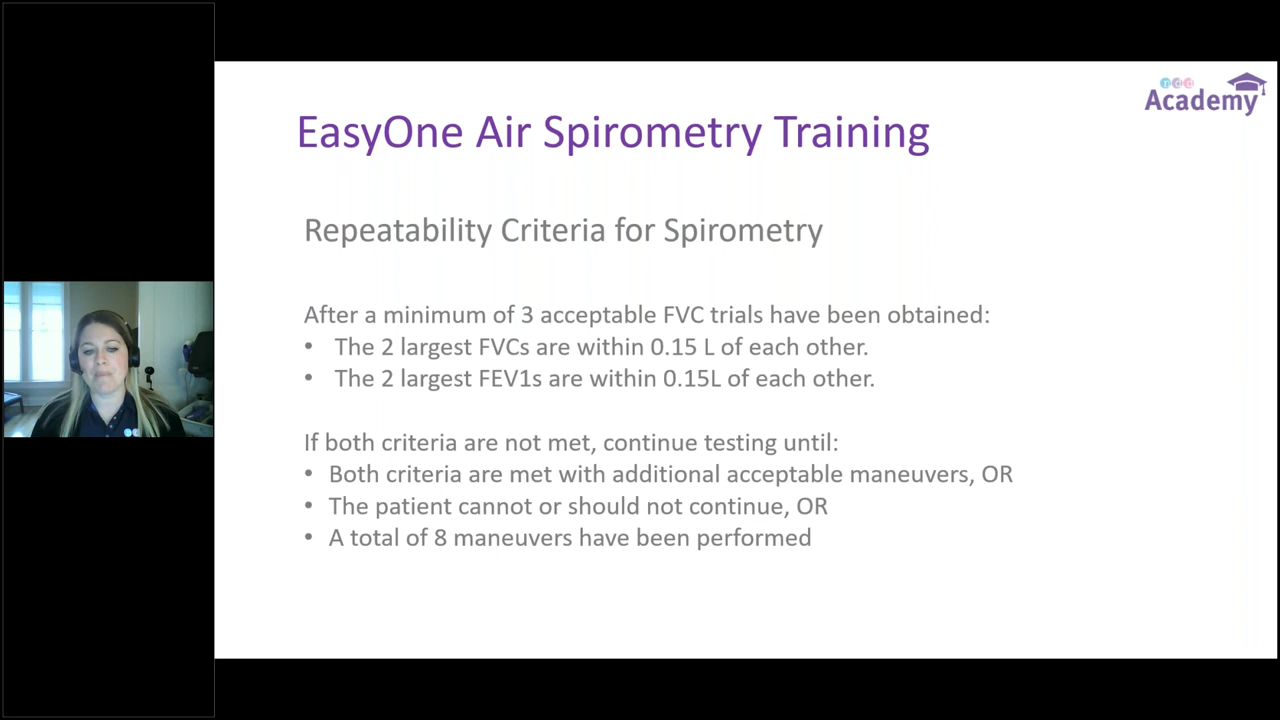 ndd
Academy
EasyOne Air Spirometry Training
Repeatability Criteria for Spirometry
After a minimum of 3 acceptable FVC trials have been obtained:
• The 2 largest FVCs are within 0.15 L of each other.
• The 2 largest FEV1s are within 0.15L of each other.
If both criteria are not met, continue testing until:
• Both criteria are met with additional acceptable maneuvers, OR
• The patient cannot or should not continue, OR
• A total of 8 maneuvers have been performed